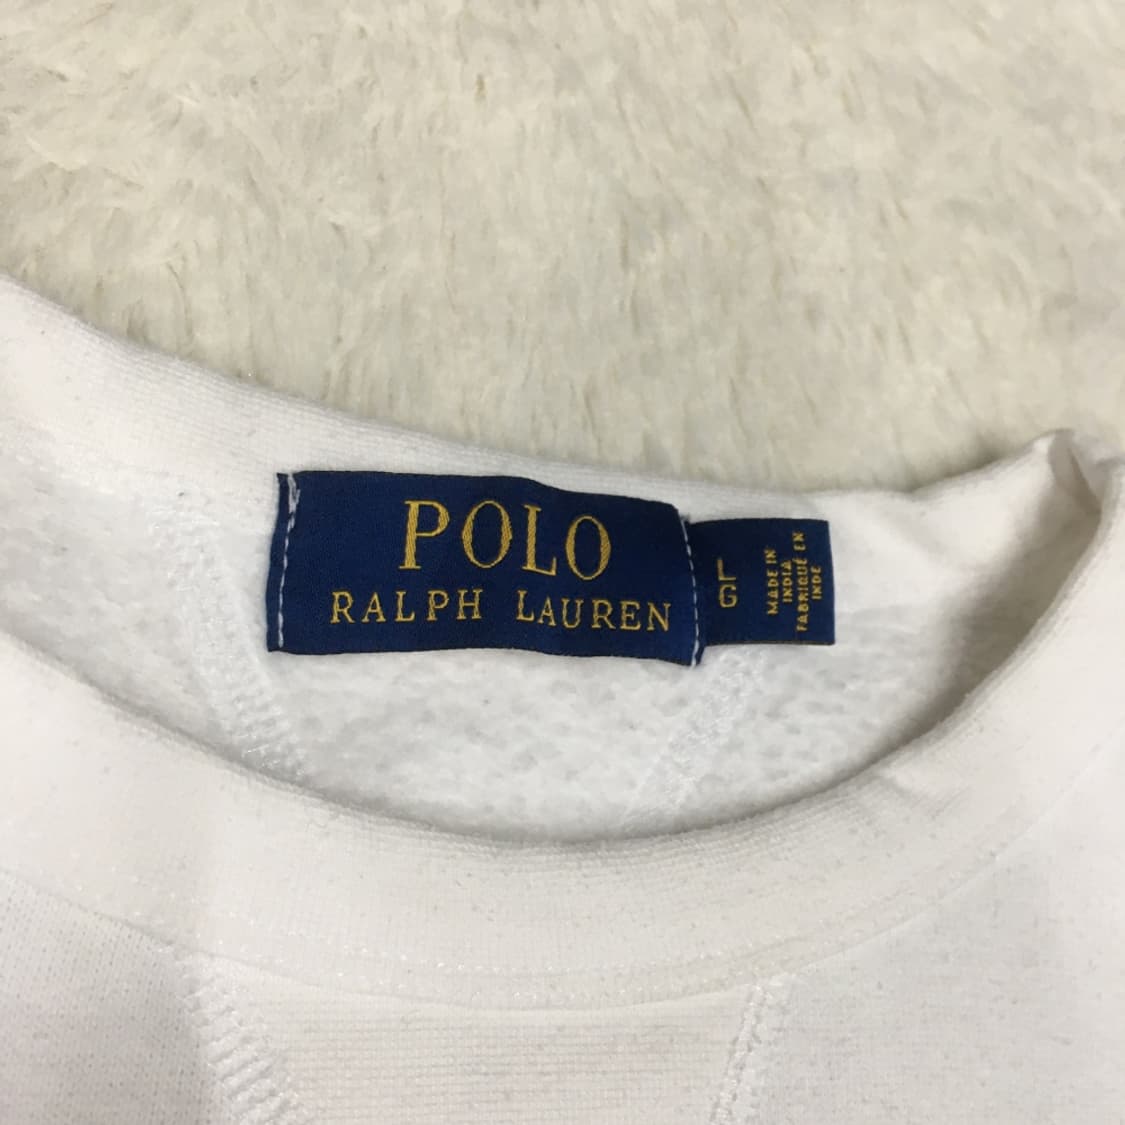 POLO
RALPH LAUREN
L
G
MADE IN
INDIA
FABRIQUÉ EN
INDE